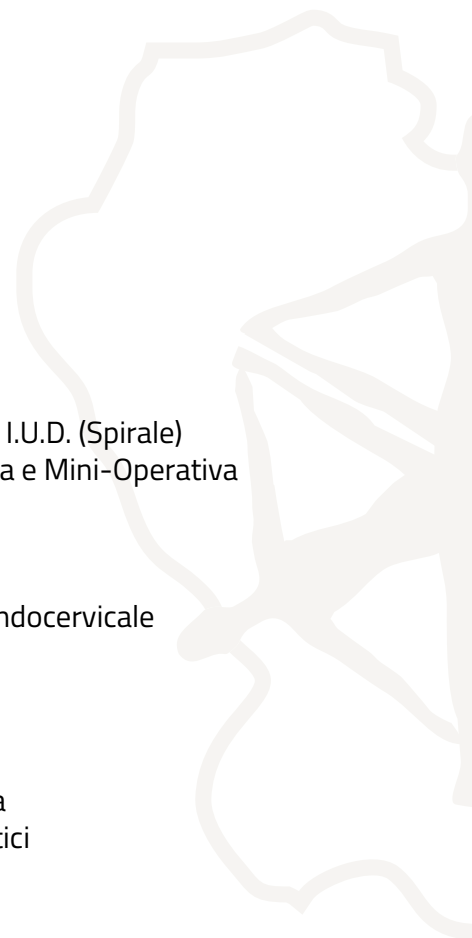 I.U.D. (Spirale)
a e Mini-Operativa
ndocervicale
a
tici